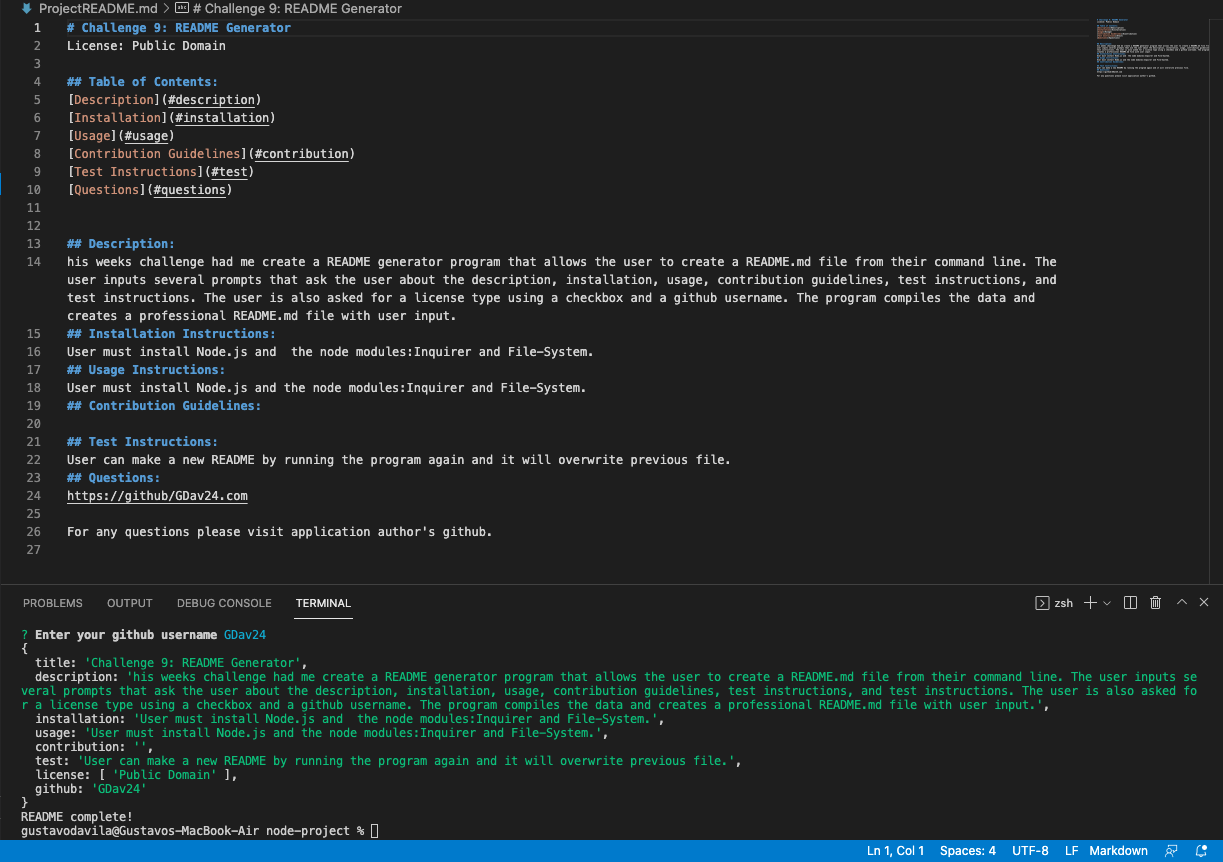 ProjectREADME.md > abc # Challenge 9: README Generator
1 # Challenge 9: README Generator
2 License: Public Domain
3
4 ## Table of Contents:
5 [Description](#description)
6 [Installation](#installation)
7 [Usage](#usage)
8 [Contribution Guidelines](#contribution)
9 [Test Instructions](#test)
10 [Questions](#questions)
11
12
13 ## Description:
14 his weeks challenge had me create a README generator program that allows the user to create a README.md file from their command line. The
user inputs several prompts that ask the user about the description, installation, usage, contribution guidelines, test instructions, and
test instructions. The user is also asked for a license type using a checkbox and a github username. The program compiles the data and
creates a professional README.md file with user input.
15 ## Installation Instructions:
16 User must install Node.js and  the node modules:Inquirer and File-System.
17 ## Usage Instructions:
18 User must install Node.js and the node modules:Inquirer and File-System.
19 ## Contribution Guidelines:
20
21 ## Test Instructions:
22 User can make a new README by running the program again and it will overwrite previous file.
23 ## Questions:
24 https://github/GDav24.com
25
26 For any questions please visit application author's github.
27
PROBLEMS OUTPUT DEBUG CONSOLE TERMINAL zsh
? Enter your github username GDav24
{
title: 'Challenge 9: README Generator',
description: 'his weeks challenge had me create a README generator program that allows the user to create a README.md file from their command line. The user inputs se
veral prompts that ask the user about the description, installation, usage, contribution guidelines, test instructions, and test instructions. The user is also asked fo
r a license type using a checkbox and a github username. The program compiles the data and creates a professional README.md file with user input.',
installation: 'User must install Node.js and  the node modules:Inquirer and File-System.',
usage: 'User must install Node.js and the node modules:Inquirer and File-System.',
contribution: '',
test: 'User can make a new README by running the program again and it will overwrite previous file.',
license: [ 'Public Domain' ],
github: 'GDav24'
}
README complete!
gustavodavila@Gustavos-MacBook-Air node-project %
Ln 1, Col 1 Spaces: 4 UTF-8 LF Markdown